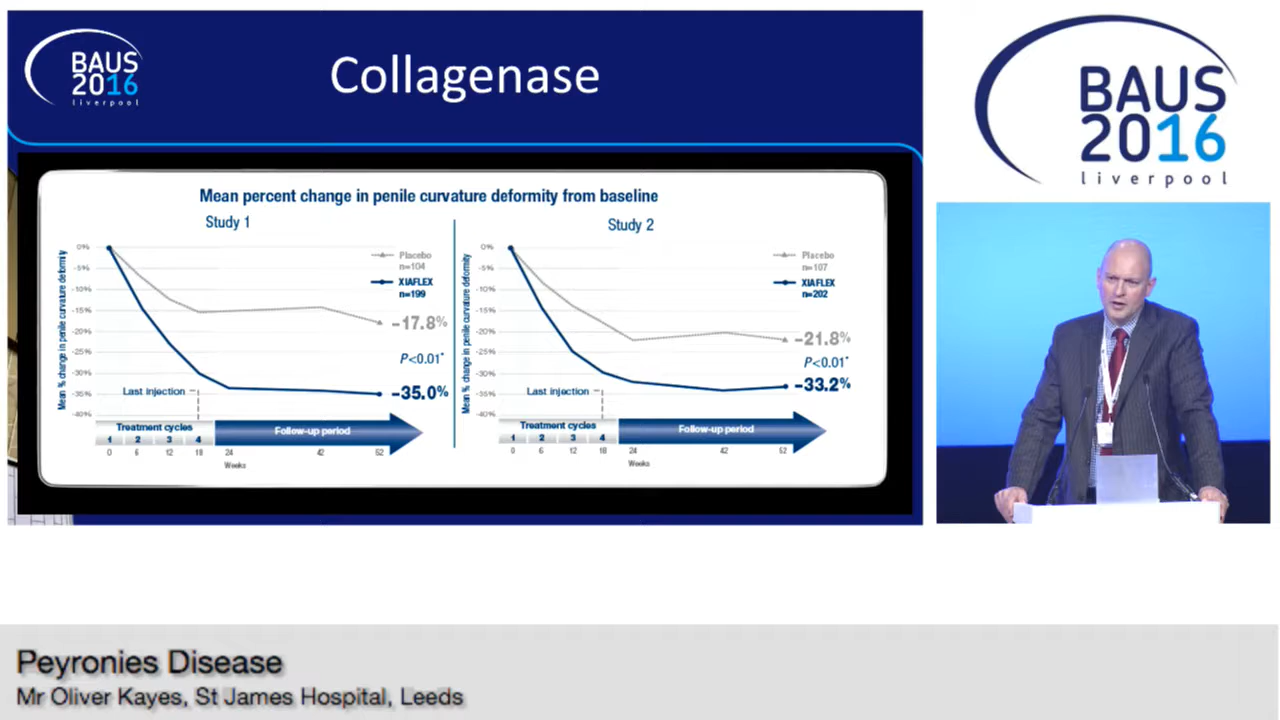 BAUS
2016
liverpool
Collagenase
BAUS
2016
liverpool
Mean percent change in penile curvature deformity from baseline
Study 1
Mean % change in penile curvature deformity
0%
-5%
-10%
-15%
-20%
-25%
-30%
-35%
-40%
Placebo
n=104
XIAFLEX
n=199
-17.8%
P<0.01*
-35.0%
Last injection
Treatment cycles
1 2 3 4
Follow-up period
0 6 12 18 24 42 52
Weeks
Study 2
Mean % change in penile curvature deformity
0%
-5%
-10%
-15%
-20%
-25%
-30%
-35%
-40%
Placebo
n=107
XIAFLEX
n=202
-21.8%
P<0.01*
-33.2%
Last injection
Treatment cycles
1 2 3 4
Follow-up period
0 6 12 18 24 42 52
Weeks
Peyronies Disease
Mr Oliver Kayes, St James Hospital, Leeds